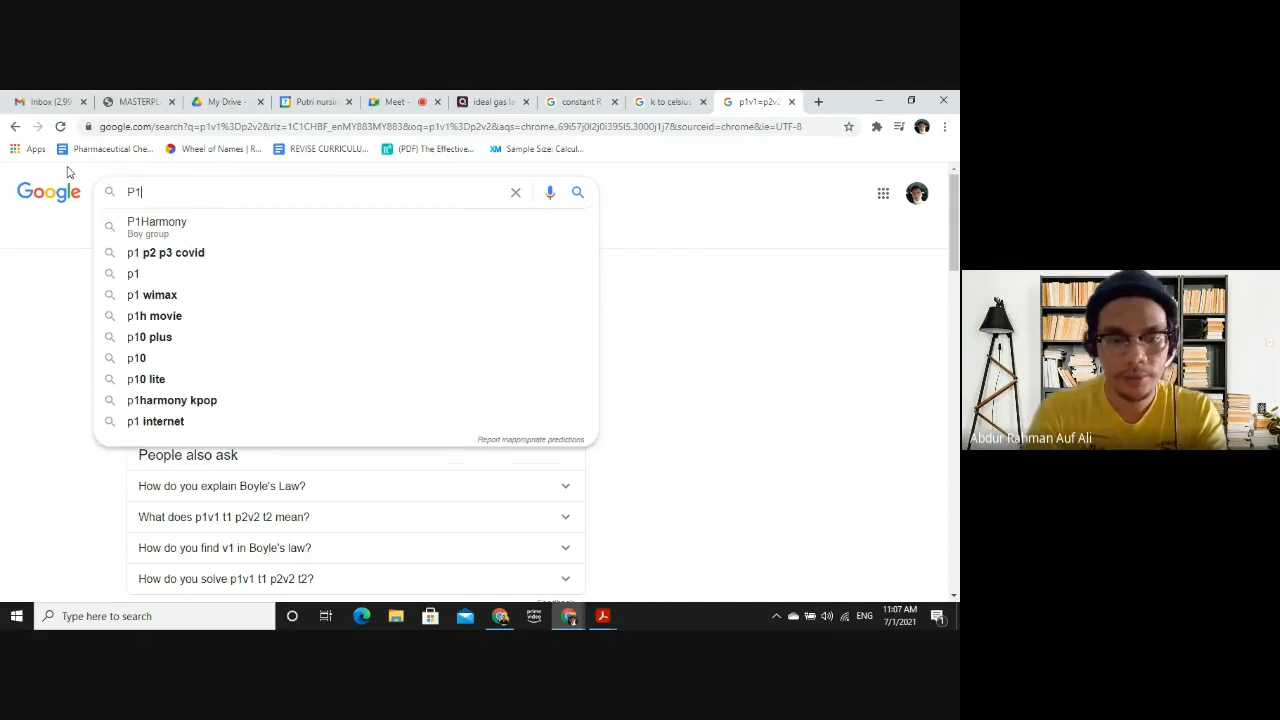 Inbox (2,99
MASTERPL
My Drive -
Putri nursin
Meet -
ideal gas la
constant R
k to celsius
p1v1=p2v2
google.com/search?q=p1v1%3Dp2v2&rlz=1C1CHBF_enMY883MY883&oq=p1v1%3Dp2v2&aqs=chrome..69i57j0l2j0i395l5.3000j1j7&sourceid=chrome&ie=UTF-8
Apps
Pharmaceutical Che...
Wheel of Names | R...
REVISE CURRICULU...
(PDF) The Effective...
XM Sample Size: Calcul...
Google
P1
P1Harmony
Boy group
p1 p2 p3 covid
p1
p1 wimax
p1h movie
p10 plus
p10
p10 lite
p1harmony kpop
p1 internet
Report inappropriate predictions
People also ask
How do you explain Boyle's Law?
What does p1v1 t1 p2v2 t2 mean?
How do you find v1 in Boyle's law?
How do you solve p1v1 t1 p2v2 t2?
Abdur Rahman Auf Ali
Type here to search
prime video
ENG
11:07 AM
7/1/2021
1